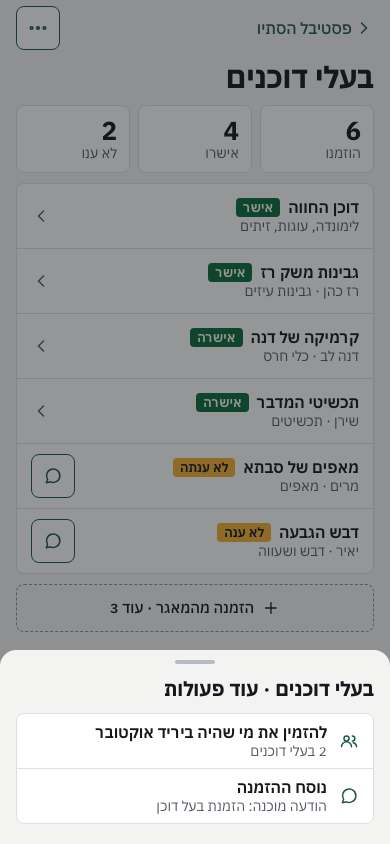 פסטיבל הסתיו
בעלי דוכנים
6
הוזמנו
4
אישרו
2
לא ענו
דוכן החווה אישר
לימונדה, עוגות, זיתים
גבינות משק רז אישר
רז כהן · גבינות עיזים
קרמיקה של דנה אישרה
דנה לב · כלי חרס
תכשיטי המדבר אישרה
שירן · תכשיטים
מאפים של סבתא לא ענתה
מרים · מאפים
דבש הגבעה לא ענה
יאיר · דבש ושעווה
הזמנה מהמאגר · עוד 3
בעלי דוכנים · עוד פעולות
להזמין את מי שהיה ביריד אוקטובר
2 בעלי דוכנים
נוסח ההזמנה
הודעה מוכנה: הזמנת בעל דוכן